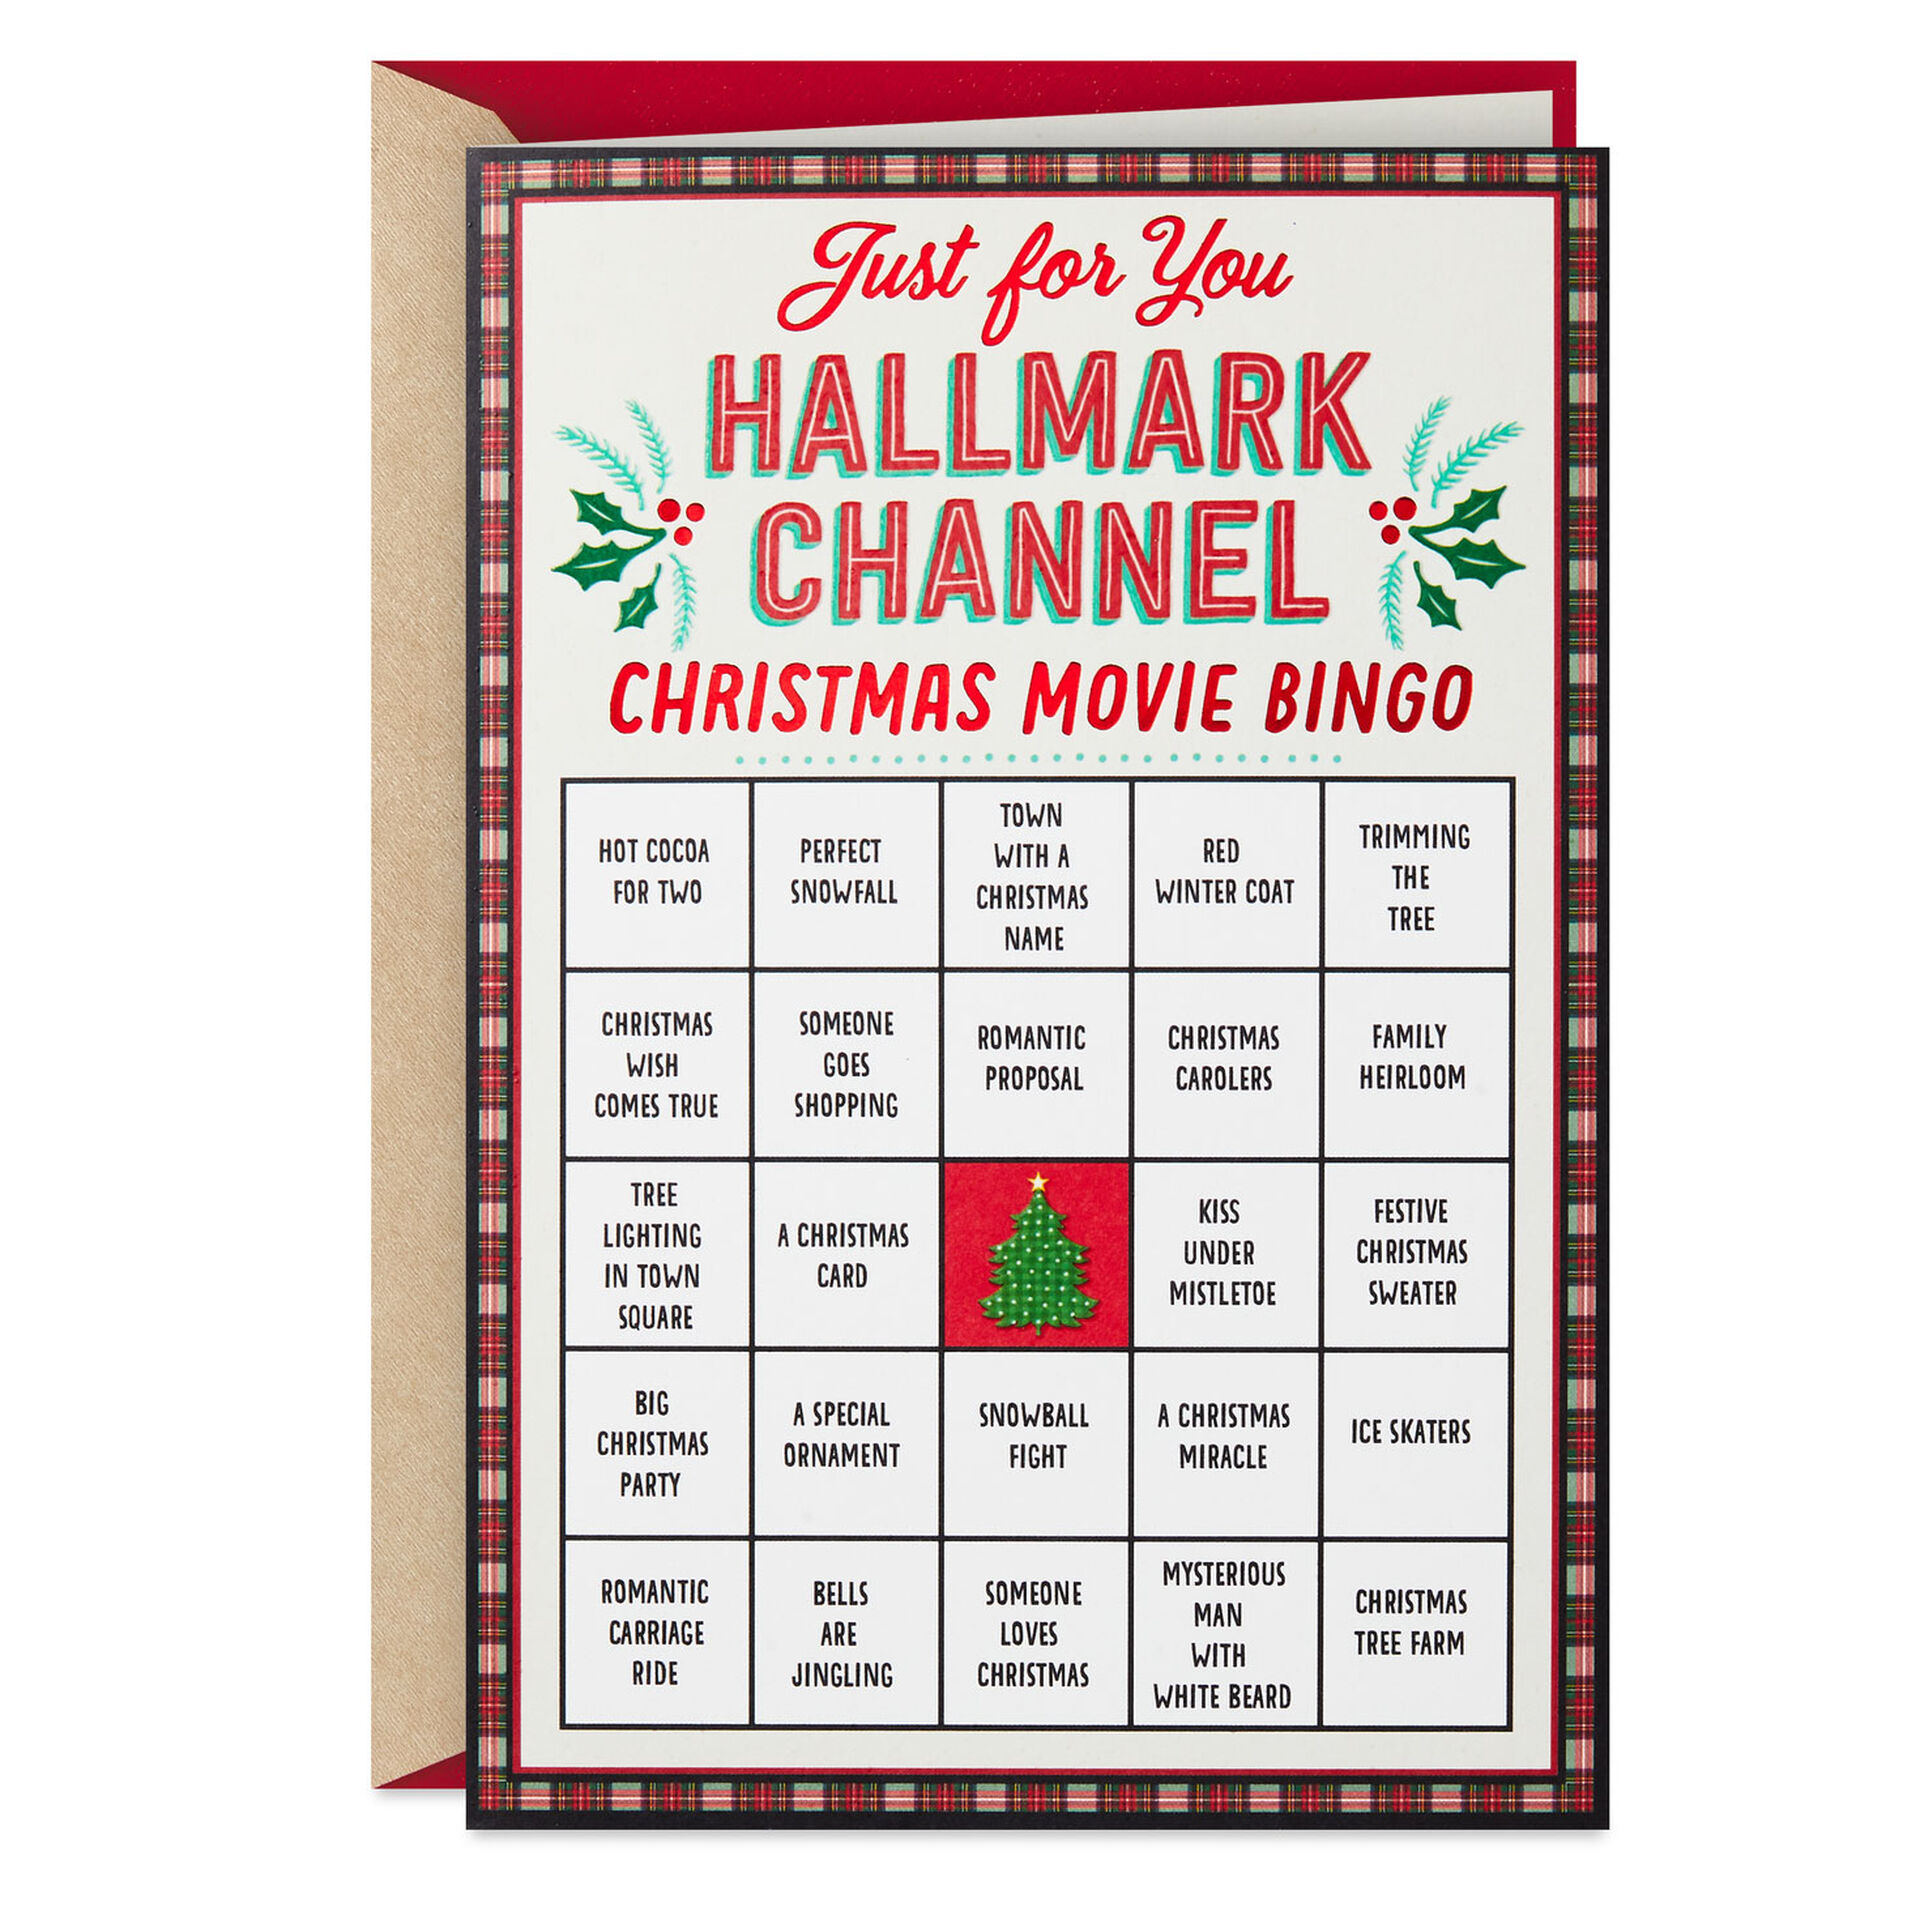 Just for You
HALLMARK
CHANNEL
CHRISTMAS MOVIE BINGO
HOT COCOA
FOR TWO
PERFECT
SNOWFALL
TOWN
WITH A
CHRISTMAS
NAME
RED
WINTER COAT
TRIMMING
THE
TREE
CHRISTMAS
WISH
COMES TRUE
SOMEONE
GOES
SHOPPING
ROMANTIC
PROPOSAL
CHRISTMAS
CAROLERS
FAMILY
HEIRLOOM
TREE
LIGHTING
IN TOWN
SQUARE
A CHRISTMAS
CARD
KISS
UNDER
MISTLETOE
FESTIVE
CHRISTMAS
SWEATER
BIG
CHRISTMAS
PARTY
A SPECIAL
ORNAMENT
SNOWBALL
FIGHT
A CHRISTMAS
MIRACLE
ICE SKATERS
ROMANTIC
CARRIAGE
RIDE
BELLS
ARE
JINGLING
SOMEONE
LOVES
CHRISTMAS
MYSTERIOUS
MAN
WITH
WHITE BEARD
CHRISTMAS
TREE FARM